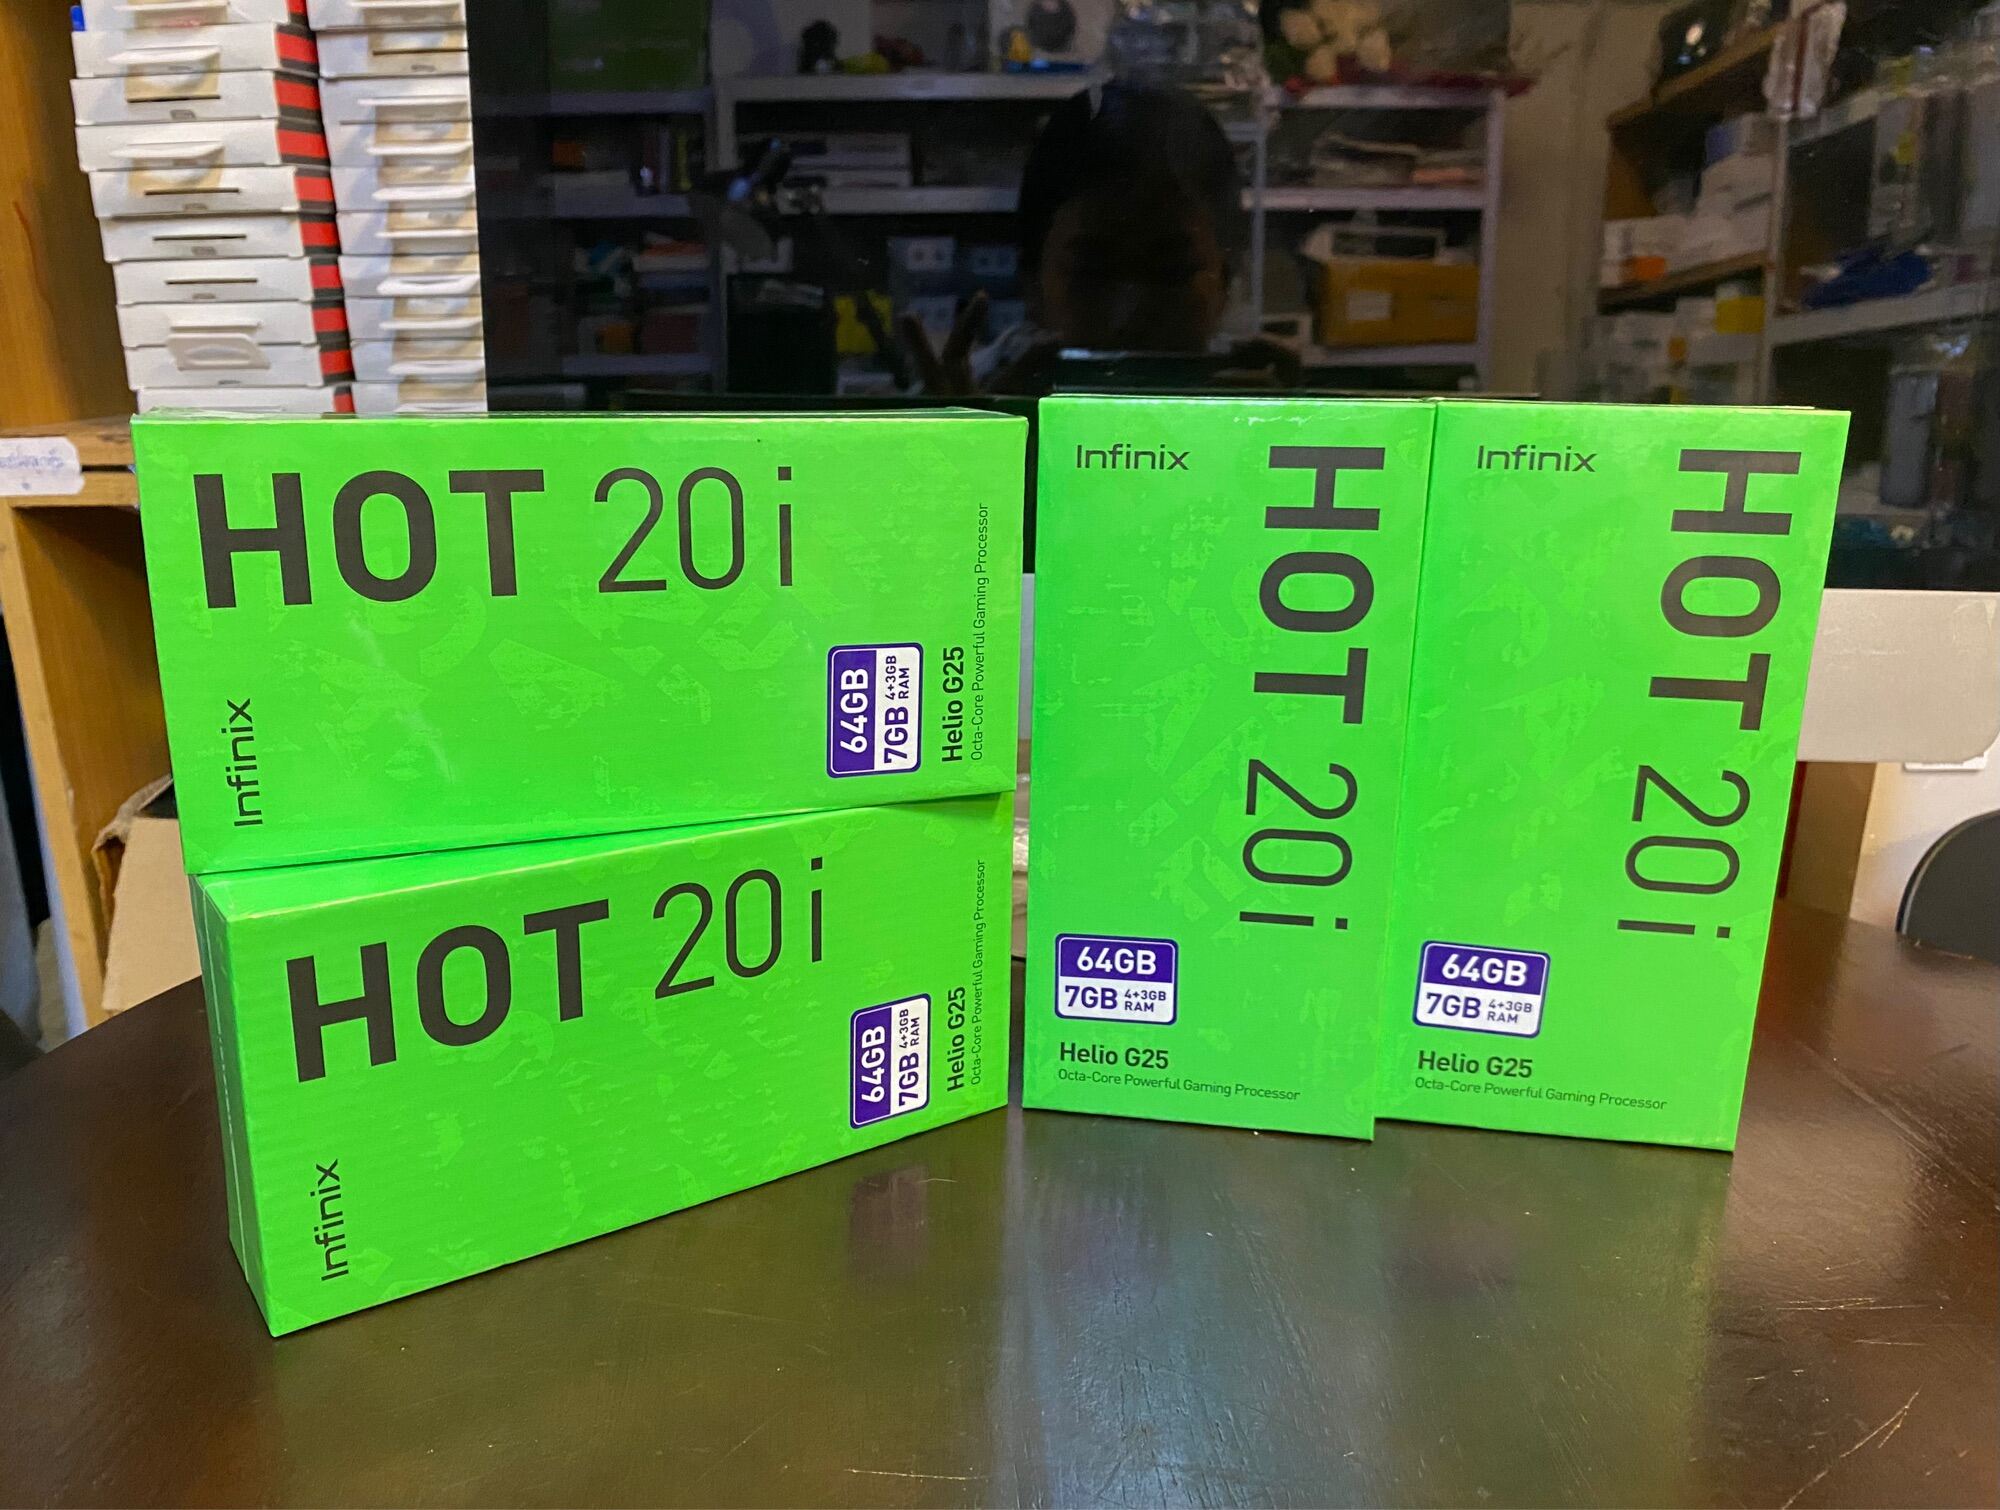 HOT 20i
64GB
7GB 4+3GB RAM
Helio G25
Octa-Core Powerful Gaming Processor
Infinix
HOT 20i
64GB
7GB 4+3GB RAM
Helio G25
Octa-Core Powerful Gaming Processor
Infinix
Infinix
HOT 20i
64GB
7GB 4+3GB RAM
Helio G25
Octa-Core Powerful Gaming Processor
Infinix
HOT 20i
64GB
7GB 4+3GB RAM
Helio G25
Octa-Core Powerful Gaming Processor